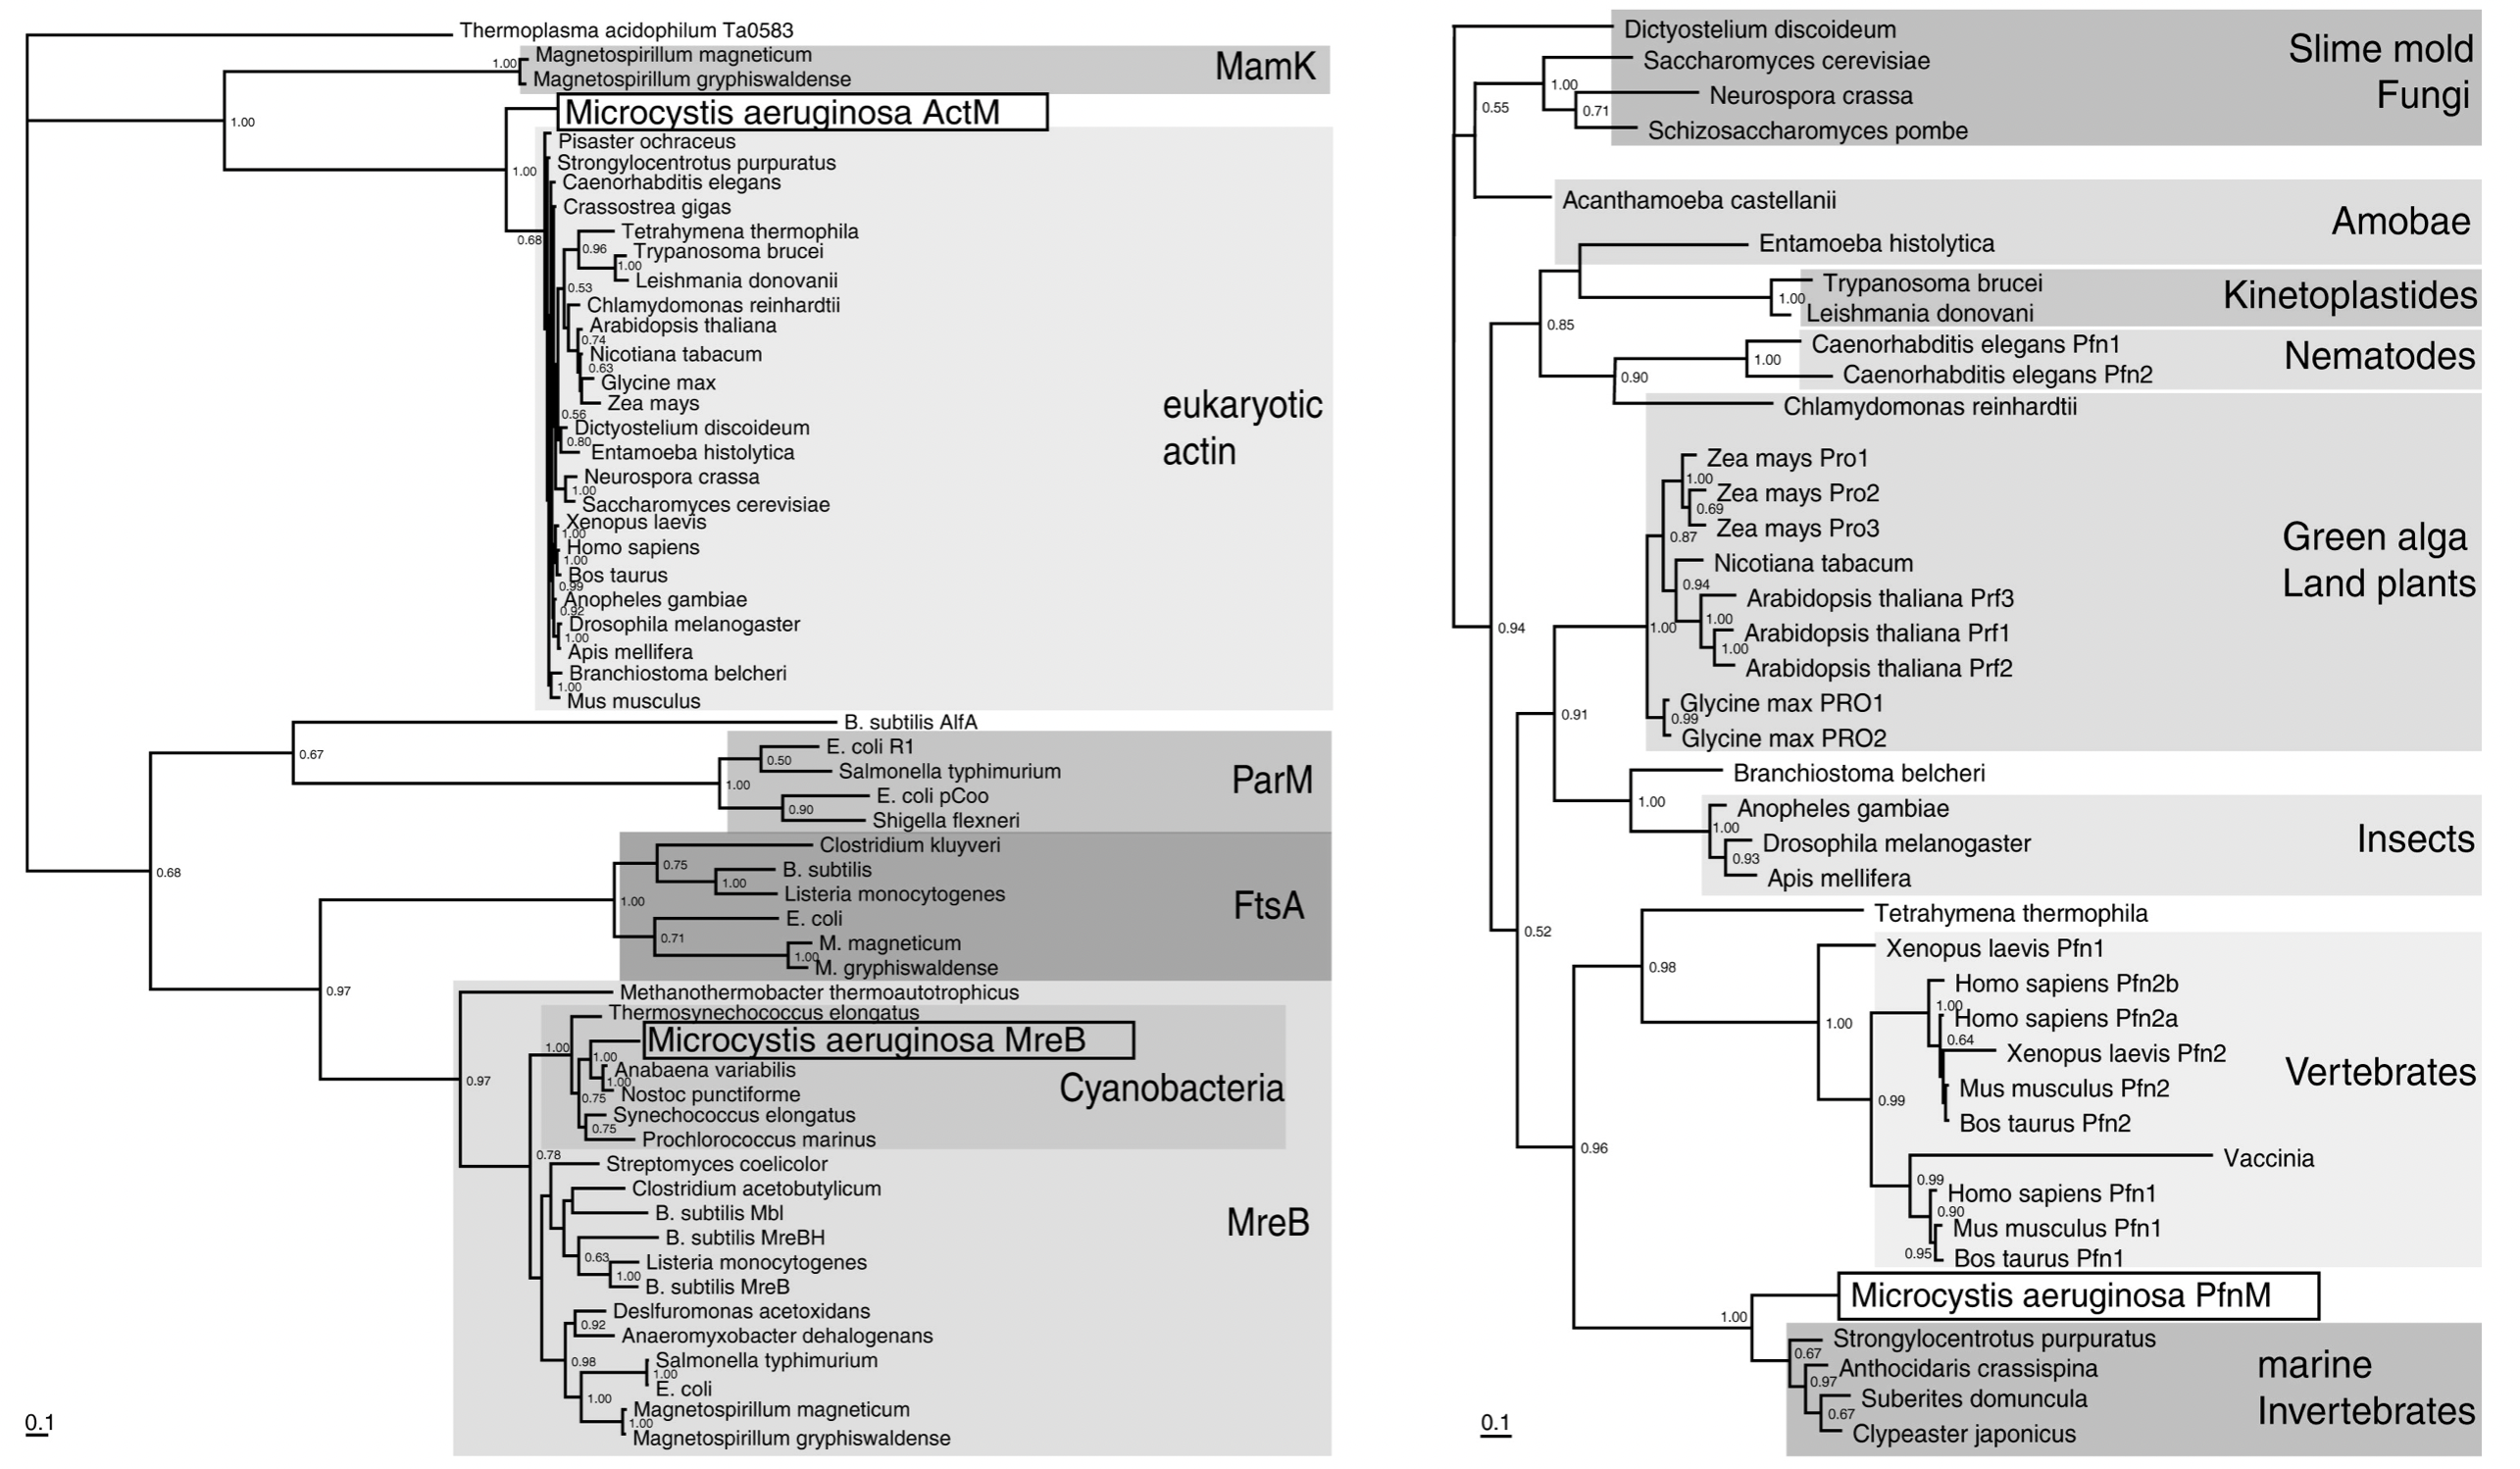 Thermoplasma acidophilum Ta0583
Magnetospirillum magneticum
1.00
Magnetospirillum gryphiswaldense
MamK
1.00
Microcystis aeruginosa ActM
1.00
Pisaster ochraceus
Strongylocentrotus purpuratus
Caenorhabditis elegans
Crassostrea gigas
0.68
Tetrahymena thermophila
0.96
Trypanosoma brucei
1.00
Leishmania donovanii
0.53
Chlamydomonas reinhardtii
Arabidopsis thaliana
0.74
Nicotiana tabacum
0.63
Glycine max
Zea mays
0.56
Dictyostelium discoideum
0.80
Entamoeba histolytica
eukaryotic
actin
Neurospora crassa
1.00
Saccharomyces cerevisiae
Xenopus laevis
1.00
Homo sapiens
1.00
Bos taurus
0.99
Anopheles gambiae
0.92
Drosophila melanogaster
1.00
Apis mellifera
Branchiostoma belcheri
1.00
Mus musculus
B. subtilis AlfA
0.67
E. coli R1
0.50
Salmonella typhimurium
1.00
E. coli pCoo
0.90
Shigella flexneri
ParM
0.68
Clostridium kluyveri
0.75
B. subtilis
1.00
Listeria monocytogenes
1.00
E. coli
0.71
M. magneticum
1.00
M. gryphiswaldense
FtsA
0.97
Methanothermobacter thermoautotrophicus
Thermosynechococcus elongatus
Microcystis aeruginosa MreB
1.00
1.00
Anabaena variabilis
1.00
Nostoc punctiforme
0.75
Synechococcus elongatus
0.75
Prochlorococcus marinus
Cyanobacteria
0.97
0.78
Streptomyces coelicolor
Clostridium acetobutylicum
B. subtilis Mbl
B. subtilis MreBH
0.63
Listeria monocytogenes
1.00
B. subtilis MreB
MreB
Deslfuromonas acetoxidans
0.92
Anaeromyxobacter dehalogenans
0.98
Salmonella typhimurium
1.00
E. coli
1.00
Magnetospirillum magneticum
1.00
Magnetospirillum gryphiswaldense
0.1
Dictyostelium discoideum
Saccharomyces cerevisiae
1.00
Neurospora crassa
0.71
Schizosaccharomyces pombe
0.55
Slime mold
Fungi
Acanthamoeba castellanii
Entamoeba histolytica
Amobae
Trypanosoma brucei
1.00
Leishmania donovani
Kinetoplastides
0.85
Caenorhabditis elegans Pfn1
1.00
Caenorhabditis elegans Pfn2
Nematodes
0.90
Chlamydomonas reinhardtii
Zea mays Pro1
1.00
Zea mays Pro2
0.69
Zea mays Pro3
0.87
Nicotiana tabacum
0.94
Arabidopsis thaliana Prf3
1.00
Arabidopsis thaliana Prf1
1.00
Arabidopsis thaliana Prf2
1.00
Glycine max PRO1
0.99
Glycine max PRO2
Green alga
Land plants
0.94
0.91
Branchiostoma belcheri
1.00
Anopheles gambiae
1.00
Drosophila melanogaster
0.93
Apis mellifera
Insects
0.52
Tetrahymena thermophila
0.98
Xenopus laevis Pfn1
1.00
Homo sapiens Pfn2b
1.00
Homo sapiens Pfn2a
0.64
Xenopus laevis Pfn2
Mus musculus Pfn2
0.99
Bos taurus Pfn2
Vertebrates
0.96
Vaccinia
0.99
Homo sapiens Pfn1
0.90
Mus musculus Pfn1
0.95
Bos taurus Pfn1
Microcystis aeruginosa PfnM
1.00
Strongylocentrotus purpuratus
0.67
Anthocidaris crassispina
0.97
Suberites domuncula
0.67
Clypeaster japonicus
marine
Invertebrates
0.1